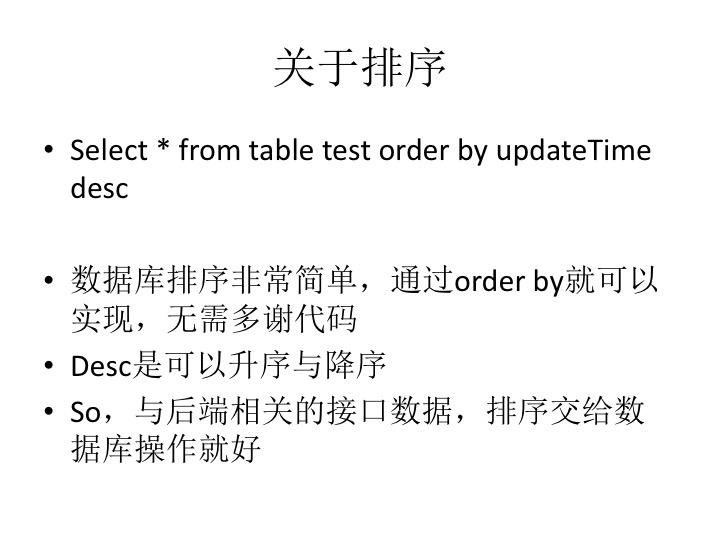 关于排序
• Select * from table test order by updateTime
desc
• 数据库排序非常简单，通过order by就可以
实现，无需多谢代码
• Desc是可以升序与降序
• So，与后端相关的接口数据，排序交给数
据库操作就好